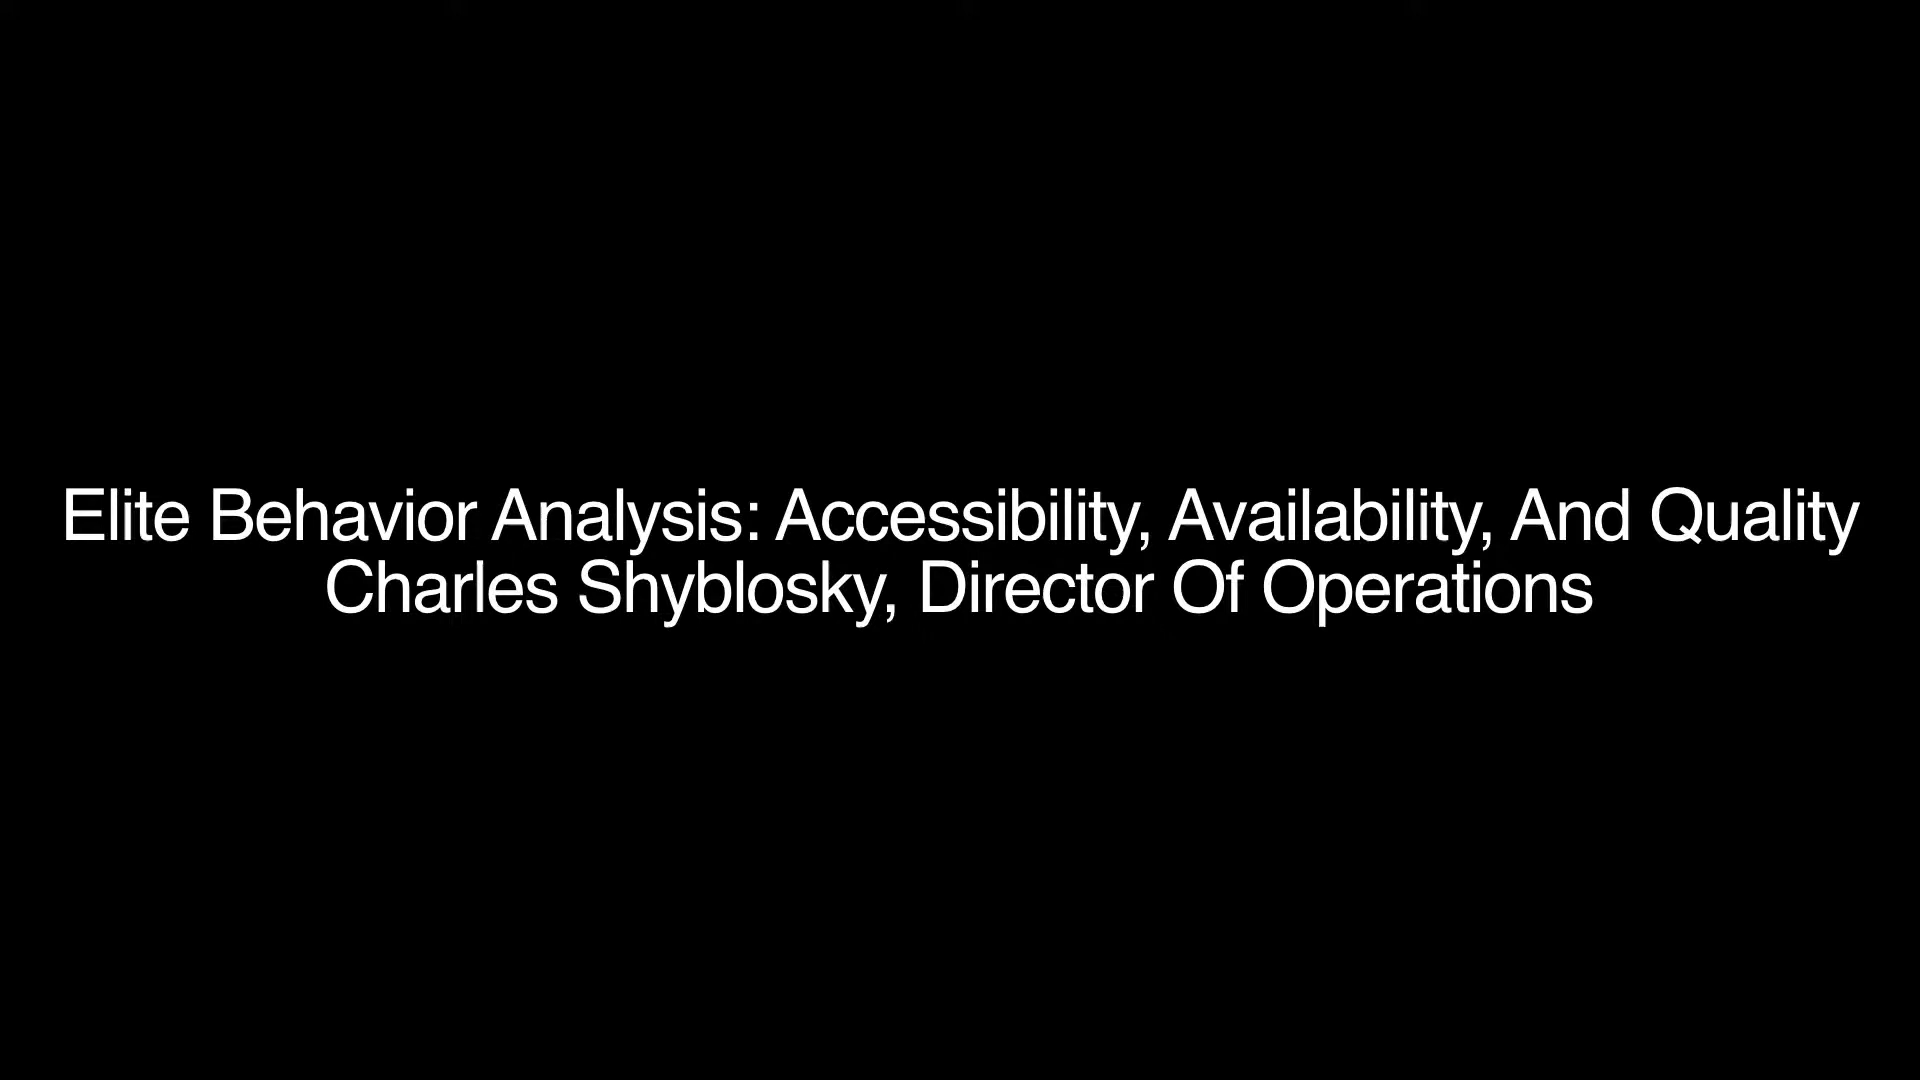 Elite Behavior Analysis: Accessibility, Availability, And Quality
Charles Shyblosky, Director Of Operations